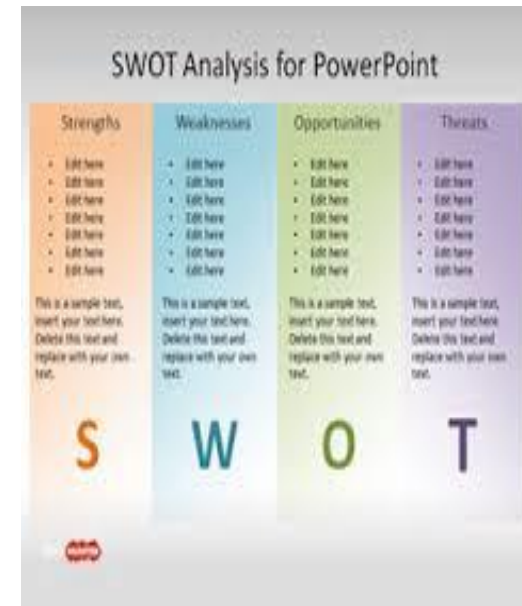 SWOT Analysis for PowerPoint
Strengths
• Edit here
• Edit here
• Edit here
• Edit here
• Edit here
• Edit here
• Edit here
This is a sample text,
insert your text here.
Delete this text and
replace with your own
text.
S
Weaknesses
• Edit here
• Edit here
• Edit here
• Edit here
• Edit here
• Edit here
• Edit here
This is a sample text,
insert your text here.
Delete this text and
replace with your own
text.
W
Opportunities
• Edit here
• Edit here
• Edit here
• Edit here
• Edit here
• Edit here
• Edit here
This is a sample text,
insert your text here.
Delete this text and
replace with your own
text.
O
Threats
• Edit here
• Edit here
• Edit here
• Edit here
• Edit here
• Edit here
• Edit here
This is a sample text,
insert your text here.
Delete this text and
replace with your own
text.
T